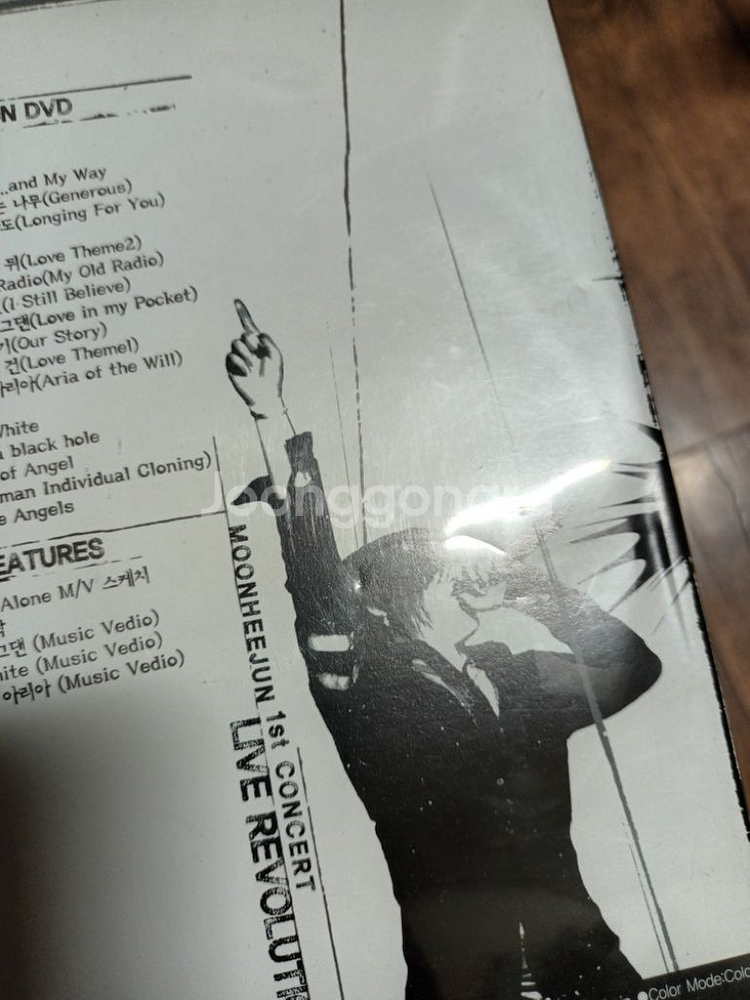 N DVD
...and My Way
는 나무(Generous)
도(Longing For You)
뒤(Love Theme2)
Radio(My Old Radio)
(I Still Believe)
그댄(Love in my Pocket)
기(Our Story)
건(Love Theme1)
아리아(Aria of the Will)
White
a black hole
of Angel
man Individual Cloning)
e Angels
EATURES
Alone M/V 스케치
그댄 (Music Vedio)
ite (Music Vedio)
아리아 (Music Vedio)
MOONHEEJUN 1st CONCERT
LIVE REVOLUTI
Joonggonara
●Color Mode:Colo